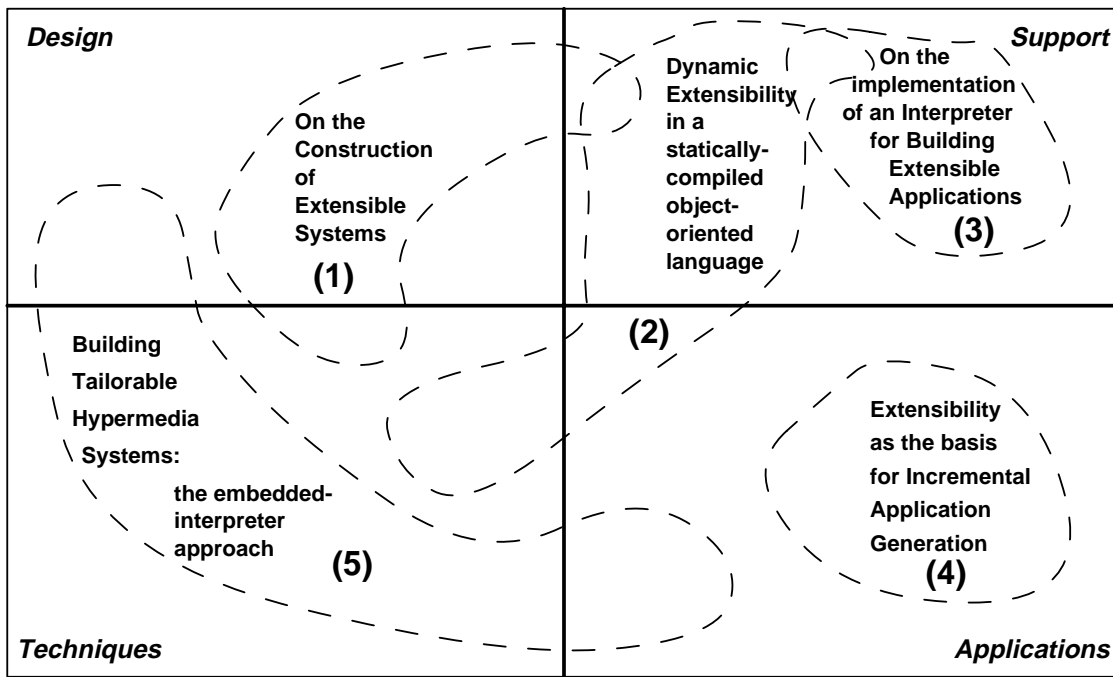 Design
On the
Construction
of
Extensible
Systems
(1)
Support
Dynamic
Extensibility
in a
statically-
compiled
object-
oriented
language
(2)
On the
implementation
of an Interpreter
for Building
Extensible
Applications
(3)
Building
Tailorable
Hypermedia
Systems:
the embedded-
interpreter
approach
(5)
Techniques
Extensibility
as the basis
for Incremental
Application
Generation
(4)
Applications